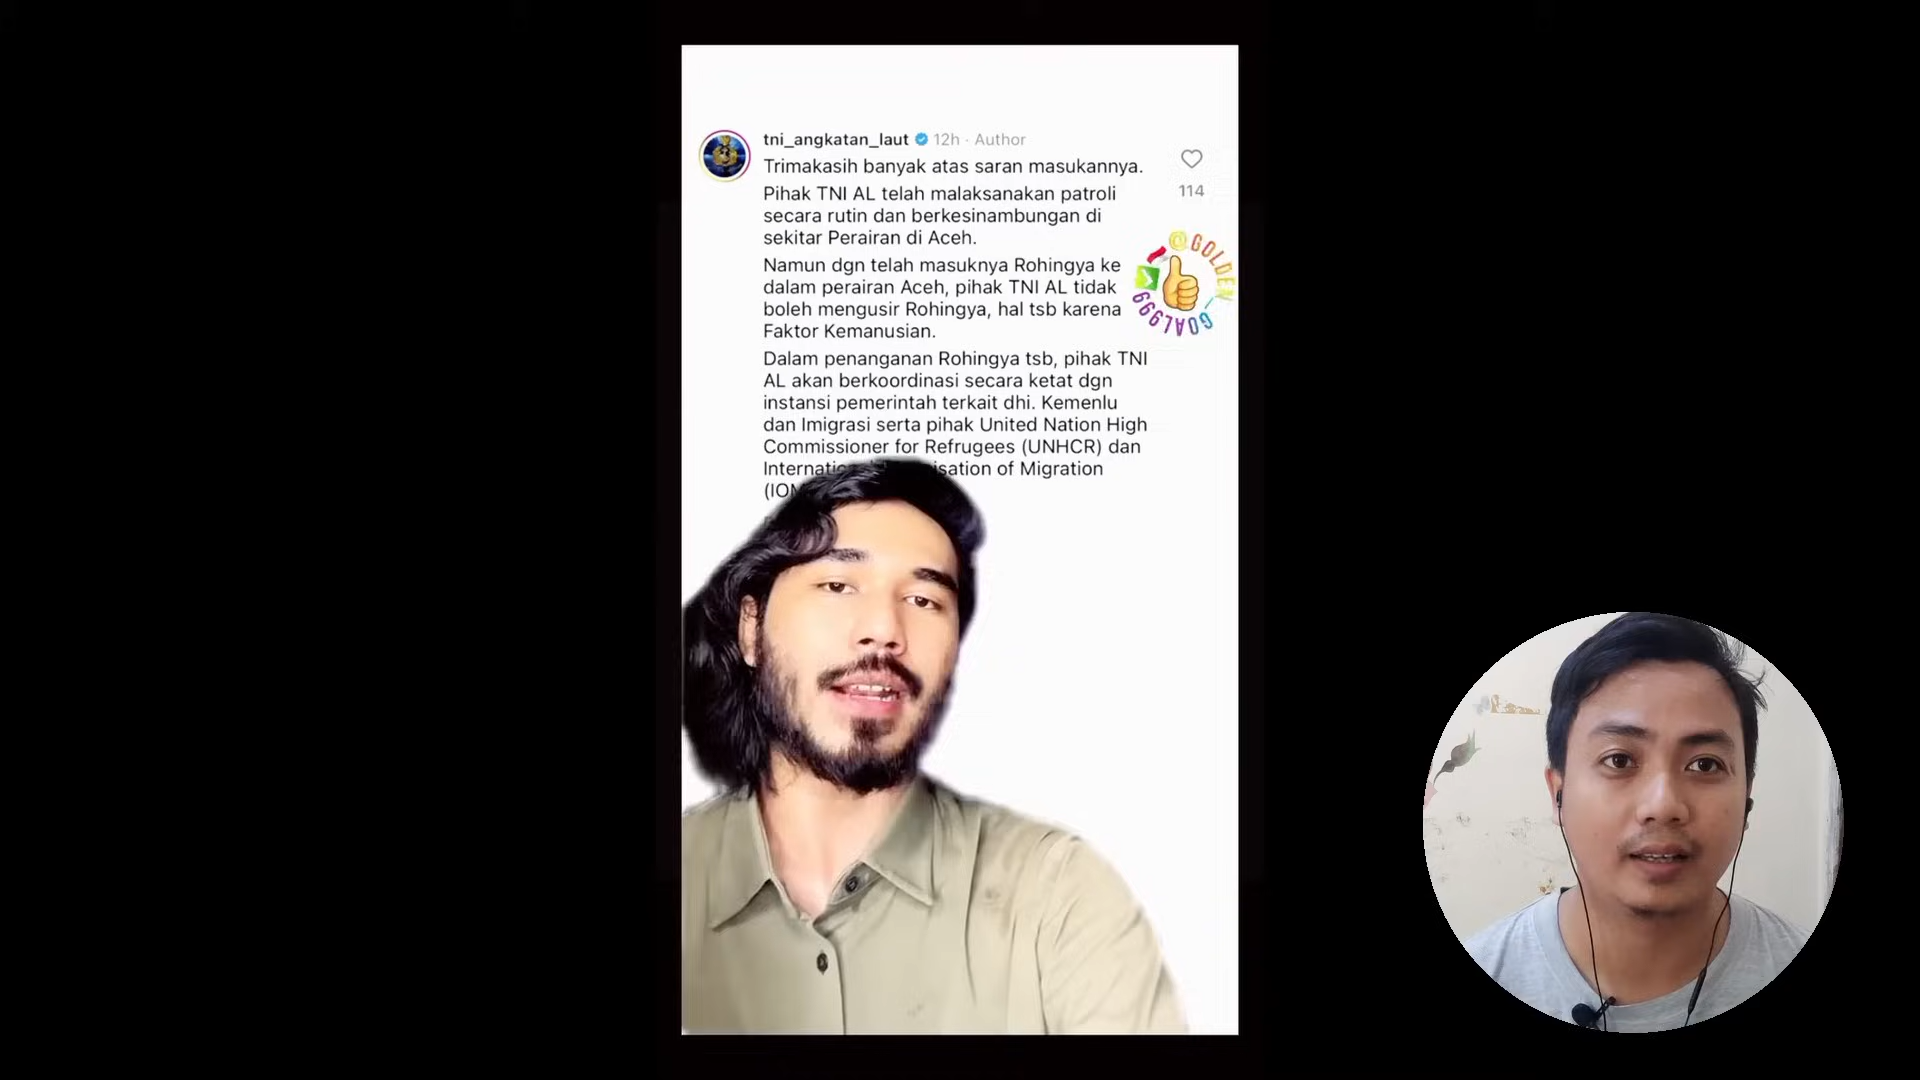 tni_angkatan_laut 12h · Author
Trimakasih banyak atas saran masukannya.
114
Pihak TNI AL telah malaksanakan patroli
secara rutin dan berkesinambungan di
sekitar Perairan di Aceh.
Namun dgn telah masuknya Rohingya ke
dalam perairan Aceh, pihak TNI AL tidak
boleh mengusir Rohingya, hal tsb karena
Faktor Kemanusian.
@GOLDEN
GOAL999
Dalam penanganan Rohingya tsb, pihak TNI
AL akan berkoordinasi secara ketat dgn
instansi pemerintah terkait dhi. Kemenlu
dan Imigrasi serta pihak United Nation High
Commissioner for Refrugees (UNHCR) dan
of Migration